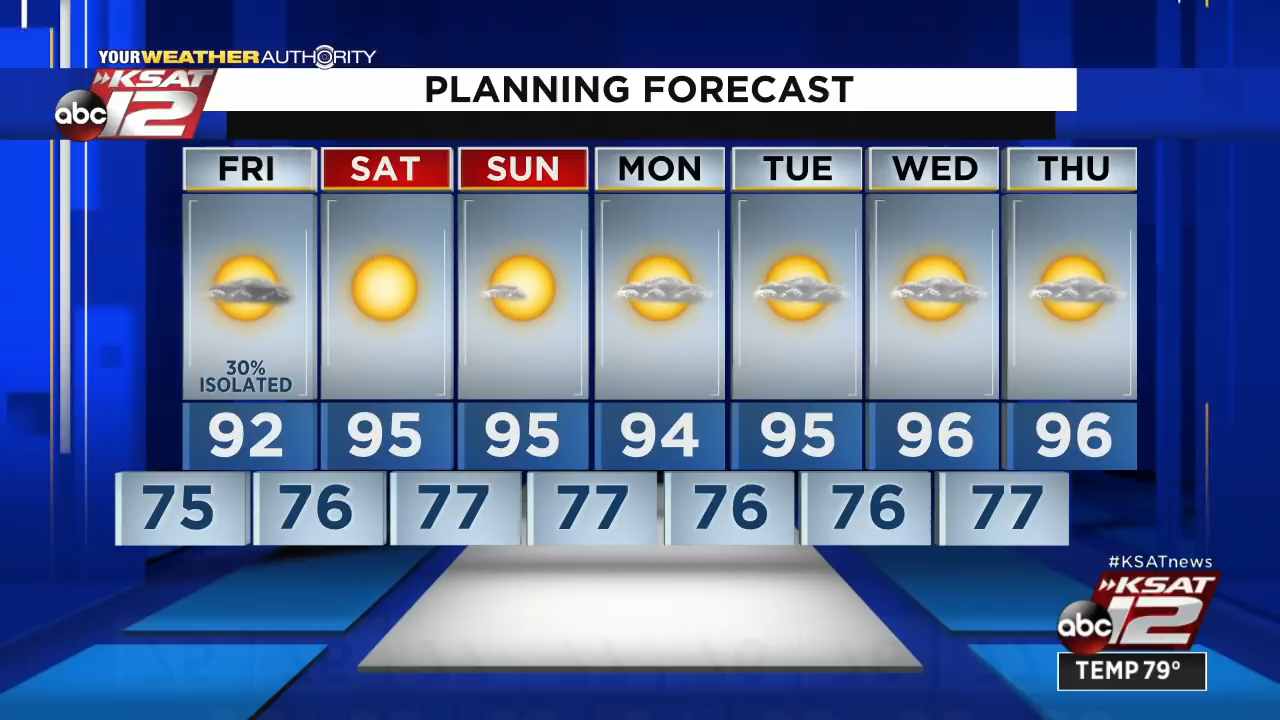 YOURWEATHERAUTHORITY
KSAT
abc 12
PLANNING FORECAST
FRI SAT SUN MON TUE WED THU
30%
ISOLATED
92 95 95 94 95 96 96
75 76 77 77 76 76 77
#KSATnews
KSAT
abc 12
TEMP 79°